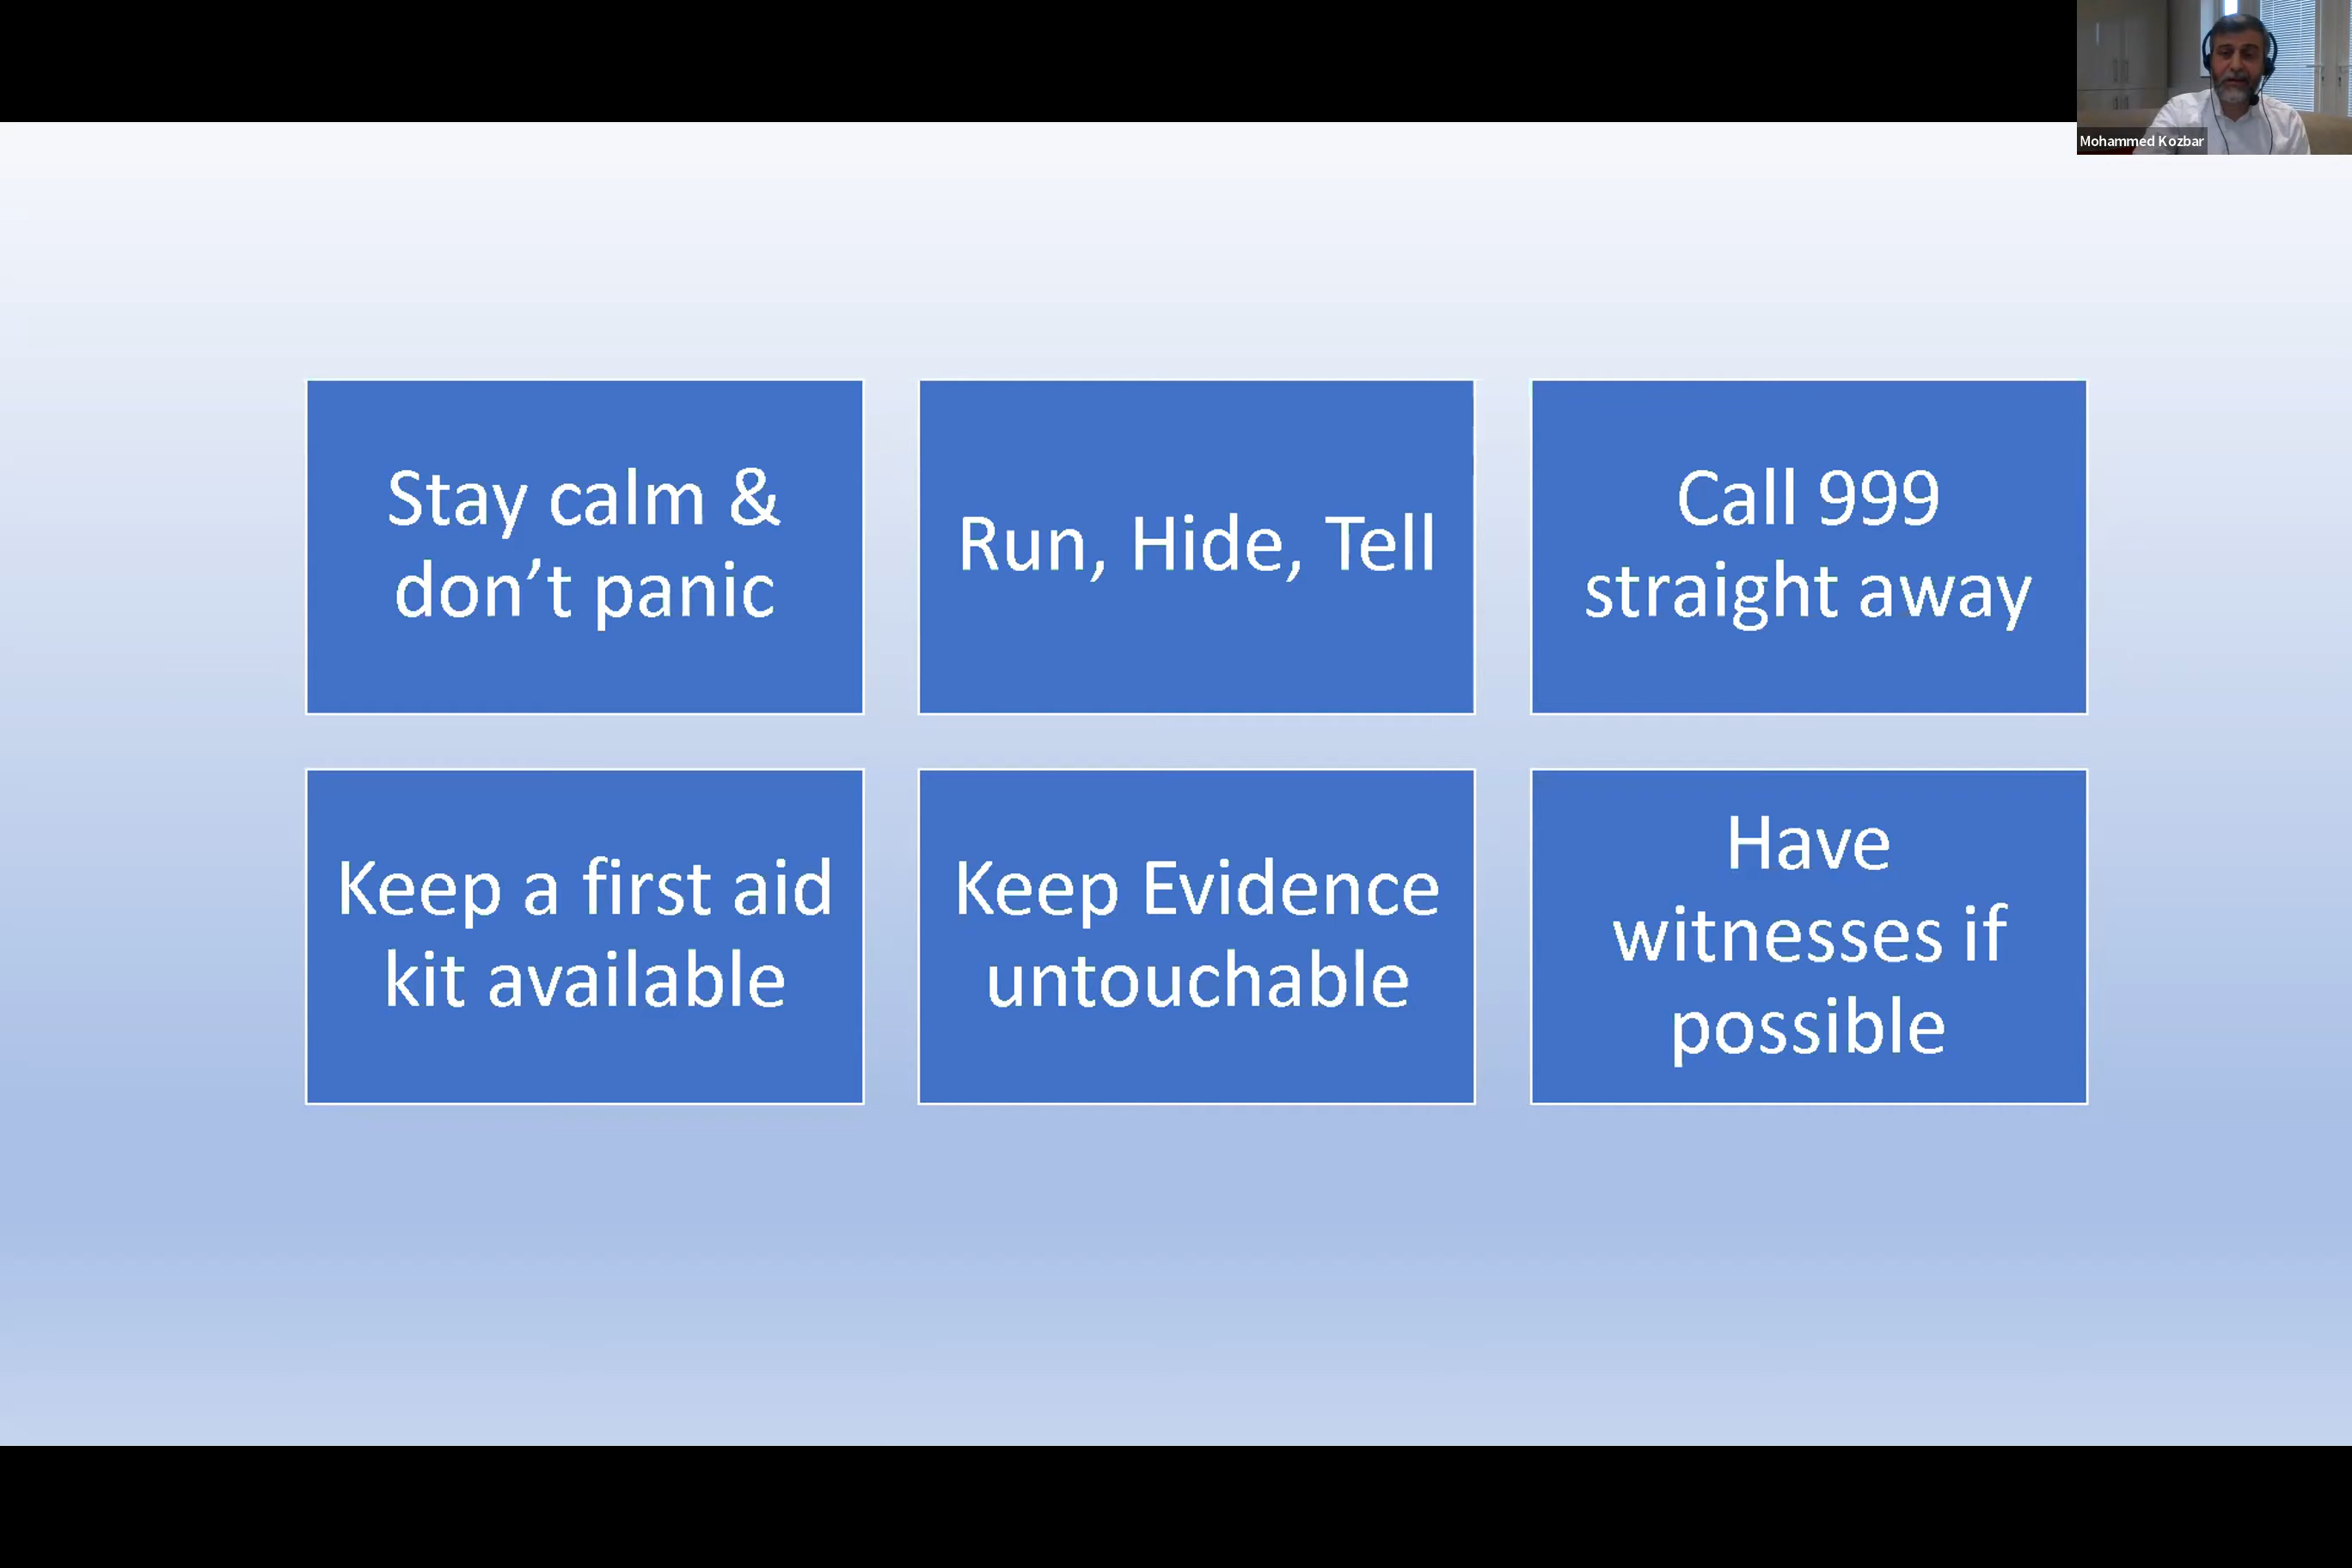 Mohammed Kozbar
Stay calm &
don’t panic
Run, Hide, Tell
Call 999
straight away
Keep a first aid
kit available
Keep Evidence
untouchable
Have
witnesses if
possible